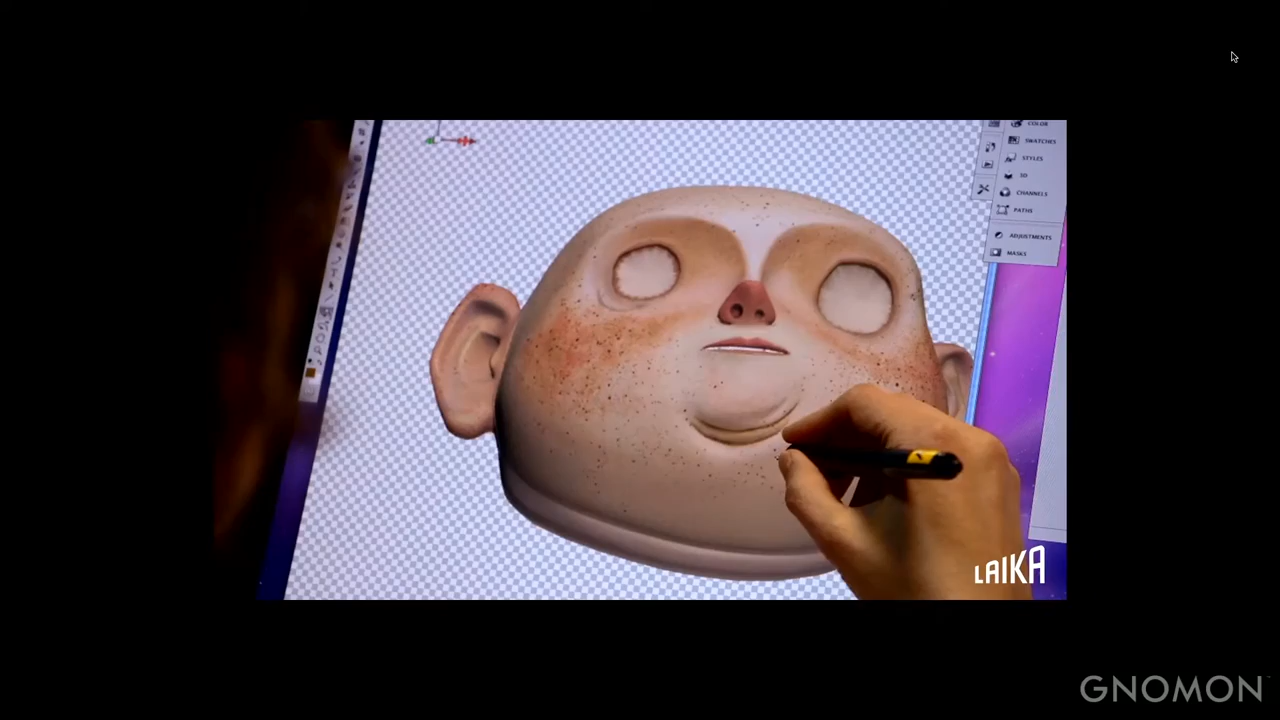 COLOR
SWATCHES
STYLES
3D
CHANNELS
PATHS
ADJUSTMENTS
MASKS
LAIKA
GNOMON